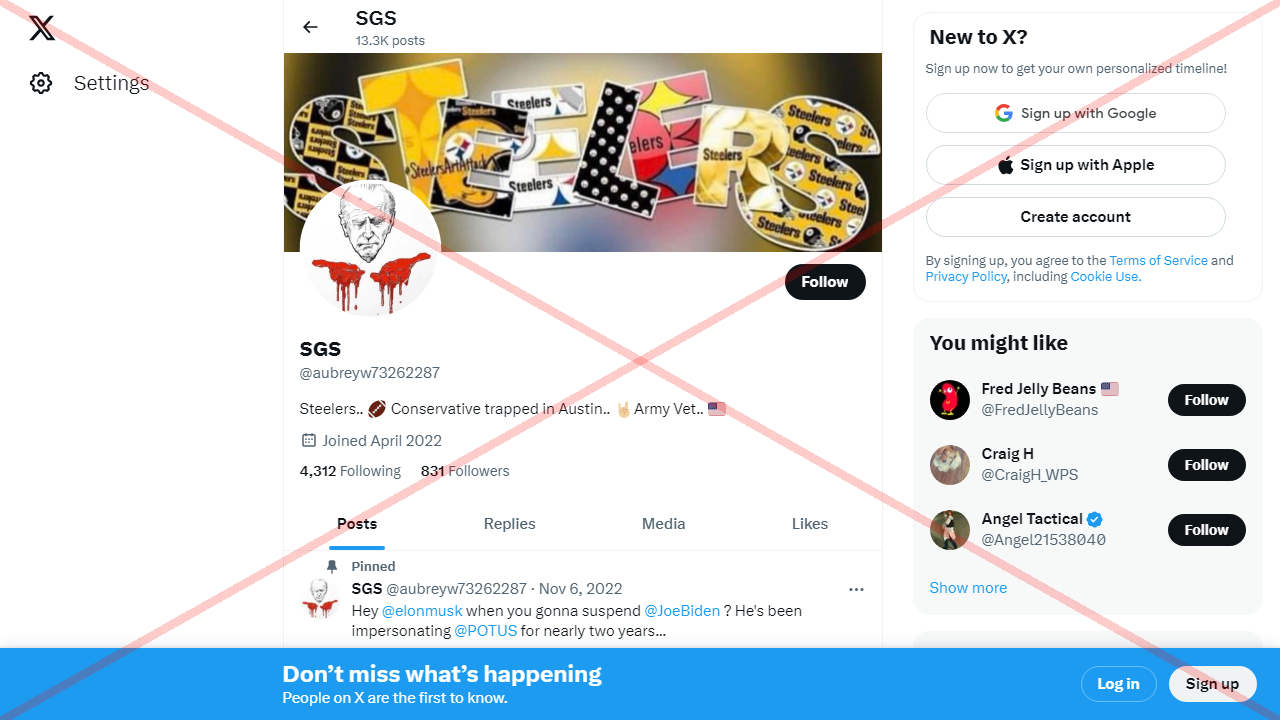 SGS
13.3K posts
Settings
Steelers
STEELERS
Steelers
Steelers
elers
Steelers
Steelers
SteelersArtAttack
Steelers
Follow
SGS
@aubreyw73262287
Steelers.. 🏈 Conservative trapped in Austin.. 🤘🏼Army Vet.. 🇺🇸
Joined April 2022
4,312 Following 831 Followers
Posts Replies Media Likes
Pinned
SGS @aubreyw73262287 · Nov 6, 2022
Hey @elonmusk when you gonna suspend @JoeBiden ? He's been
impersonating @POTUS for nearly two years...
New to X?
Sign up now to get your own personalized timeline!
Sign up with Google
Sign up with Apple
Create account
By signing up, you agree to the Terms of Service and
Privacy Policy, including Cookie Use.
You might like
Fred Jelly Beans 🇺🇸
@FredJellyBeans
Follow
Craig H
@CraigH_WPS
Follow
Angel Tactical
@Angel21538040
Follow
Show more
Don’t miss what’s happening
People on X are the first to know.
Log in
Sign up